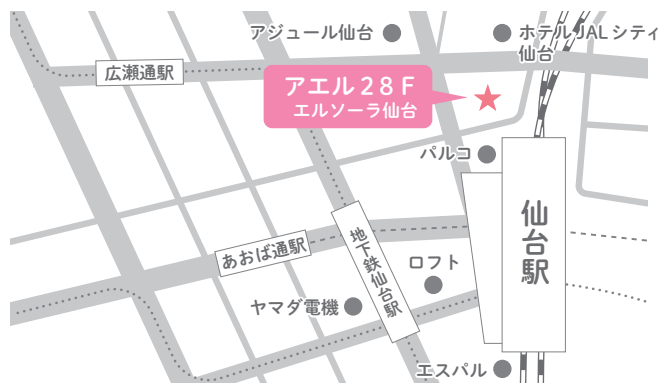 アジュール仙台
ホテルJALシティ
仙台
広瀬通駅
アエル28F
エルソーラ仙台
パルコ
仙台駅
地下鉄仙台駅
あおば通駅
ロフト
ヤマダ電機
エスパル